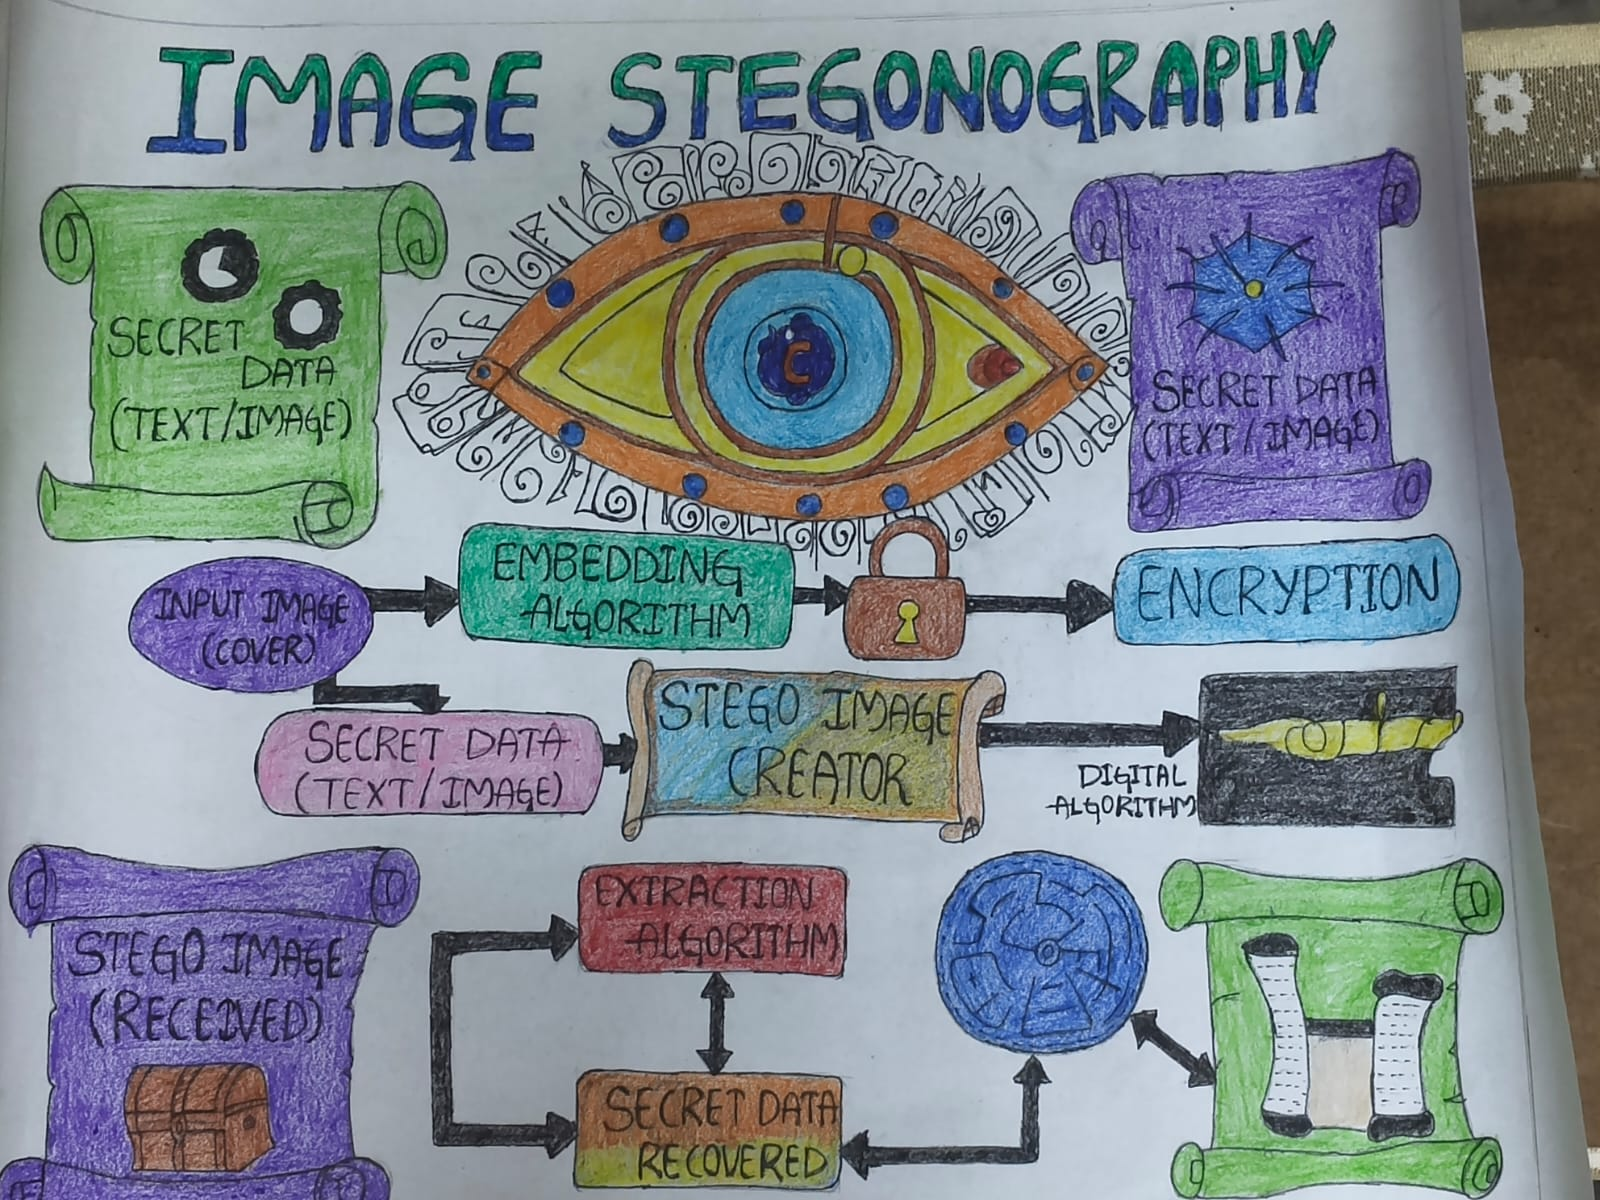 IMAGE STEGONOGRAPHY
SECRET
DATA
(TEXT/IMAGE)
C
SECRET DATA
(TEXT/IMAGE)
INPUT IMAGE
(COVER)
EMBEDDING
ALGORITHM
ENCRYPTION
SECRET DATA
(TEXT/IMAGE)
STEGO IMAGE
CREATOR
DIGITAL
ALGORITHM
STEGO IMAGE
(RECEIVED)
EXTRACTION
ALGORITHM
SECRET DATA
RECOVERED